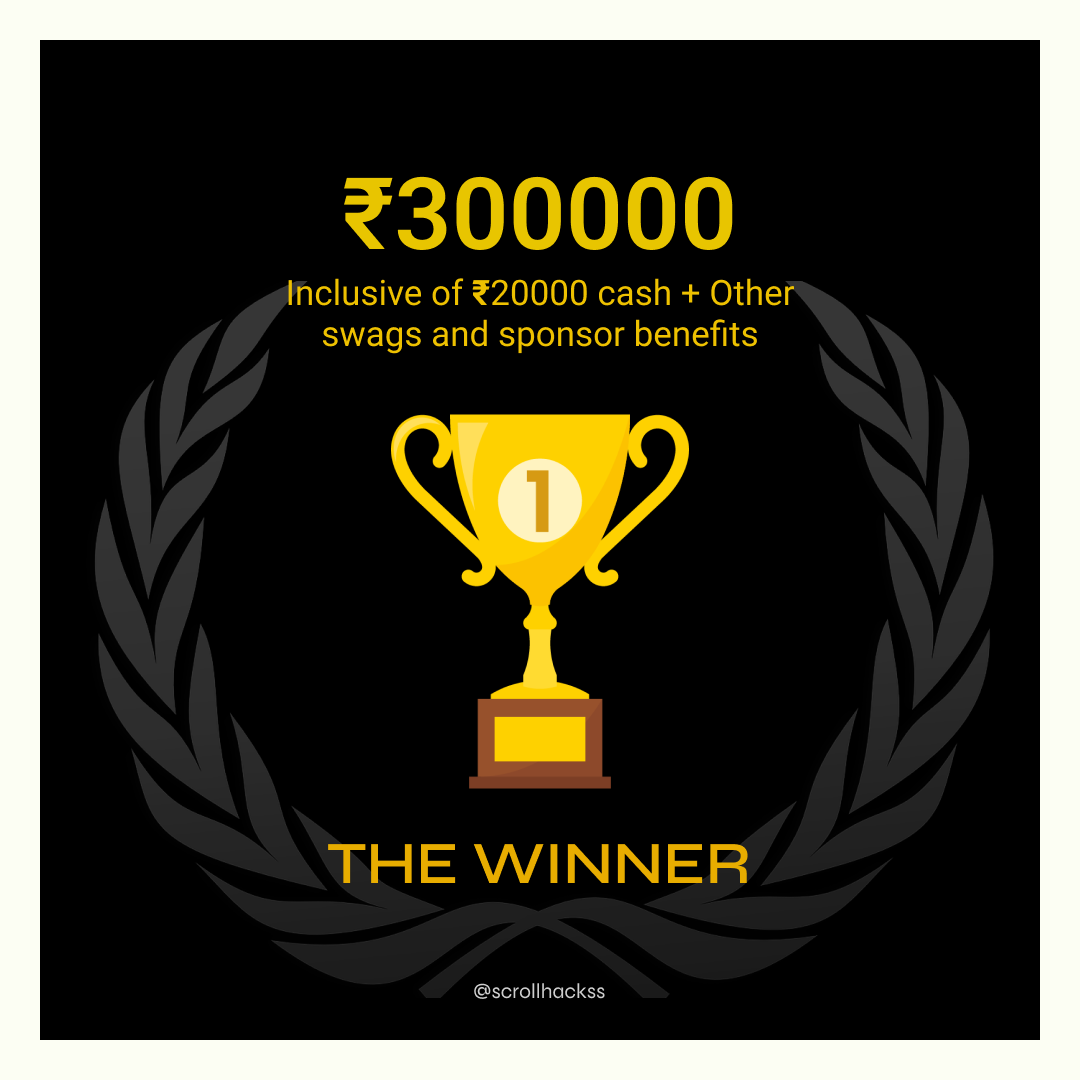 ₹300000
Inclusive of ₹20000 cash + Other
swags and sponsor benefits
1
THE WINNER
@scrollhackss